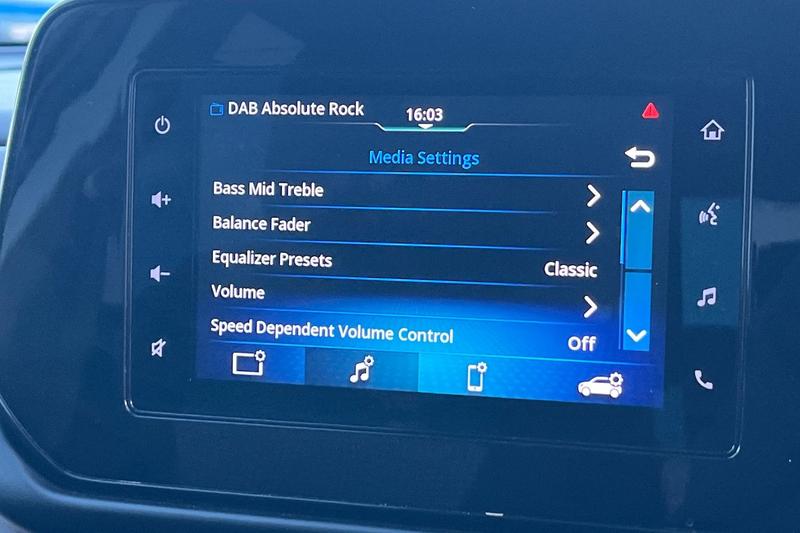 DAB Absolute Rock
16:03
Media Settings
Bass Mid Treble
Balance Fader
Equalizer Presets Classic
Volume
Speed Dependent Volume Control Off